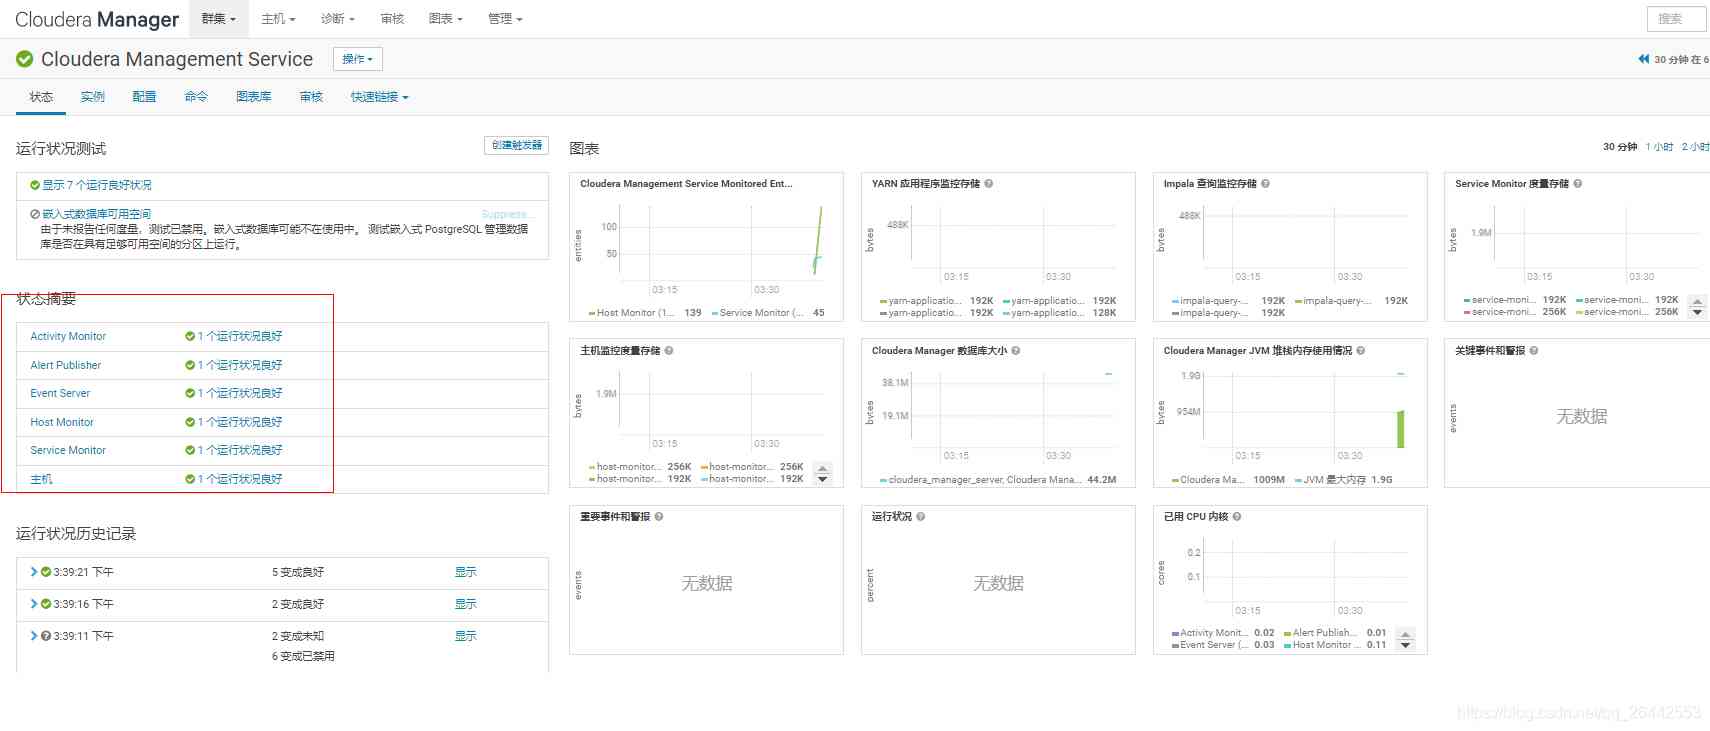 Cloudera Manager 群集 主机 诊断 审核 图表 管理 搜索
Cloudera Management Service 操作 30 分钟 在 6
状态 实例 配置 命令 图表库 审核 快速链接
运行状况测试 创建触发器
显示 7 个运行良好状况
嵌入式数据库可用空间 Suppress...
由于未报告任何度量，测试已禁用。嵌入式数据库可能不在使用中。 测试嵌入式 PostgreSQL 管理数据
库是否在具有足够可用空间的分区上运行。
状态摘要
Activity Monitor 1 个运行状况良好
Alert Publisher 1 个运行状况良好
Event Server 1 个运行状况良好
Host Monitor 1 个运行状况良好
Service Monitor 1 个运行状况良好
主机 1 个运行状况良好
运行状况历史记录
3:39:21 下午 5 变成良好 显示
3:39:16 下午 2 变成良好 显示
3:39:11 下午 2 变成未知 显示
6 变成已禁用
图表 30 分钟 1 小时 2 小时
Cloudera Management Service Monitored Ent...
entities
100
50
03:15 03:30
Host Monitor (1... 139 Service Monitor (... 45
YARN 应用程序监控存储
bytes
488K
03:15 03:30
yarn-applicatio... 192K yarn-applicatio... 192K
yarn-applicatio... 192K yarn-applicatio... 128K
Impala 查询监控存储
bytes
488K
03:15 03:30
impala-query-... 192K impala-query-... 192K
impala-query-... 192K
Service Monitor 度量存储
bytes
1.9M
03:15 03:30
service-moni... 192K service-moni... 192K
service-moni... 256K service-moni... 256K
主机监控度量存储
bytes
1.9M
03:15 03:30
host-monitor... 256K host-monitor... 256K
host-monitor... 192K host-monitor... 192K
Cloudera Manager 数据库大小
bytes
38.1M
19.1M
03:15 03:30
cloudera_manager_server, Cloudera Mana... 44.2M
Cloudera Manager JVM 堆栈内存使用情况
bytes
1.9G
954M
03:15 03:30
Cloudera Ma... 1009M JVM 最大内存 1.9G
关键事件和警报
events
无数据
重要事件和警报
events
无数据
运行状况
percent
无数据
已用 CPU 内核
cores
0.2
0.1
03:15 03:30
Activity Monit... 0.02 Alert Publish... 0.01
Event Server (... 0.03 Host Monitor ... 0.11
https://blog.csdn.net/qq_26442553